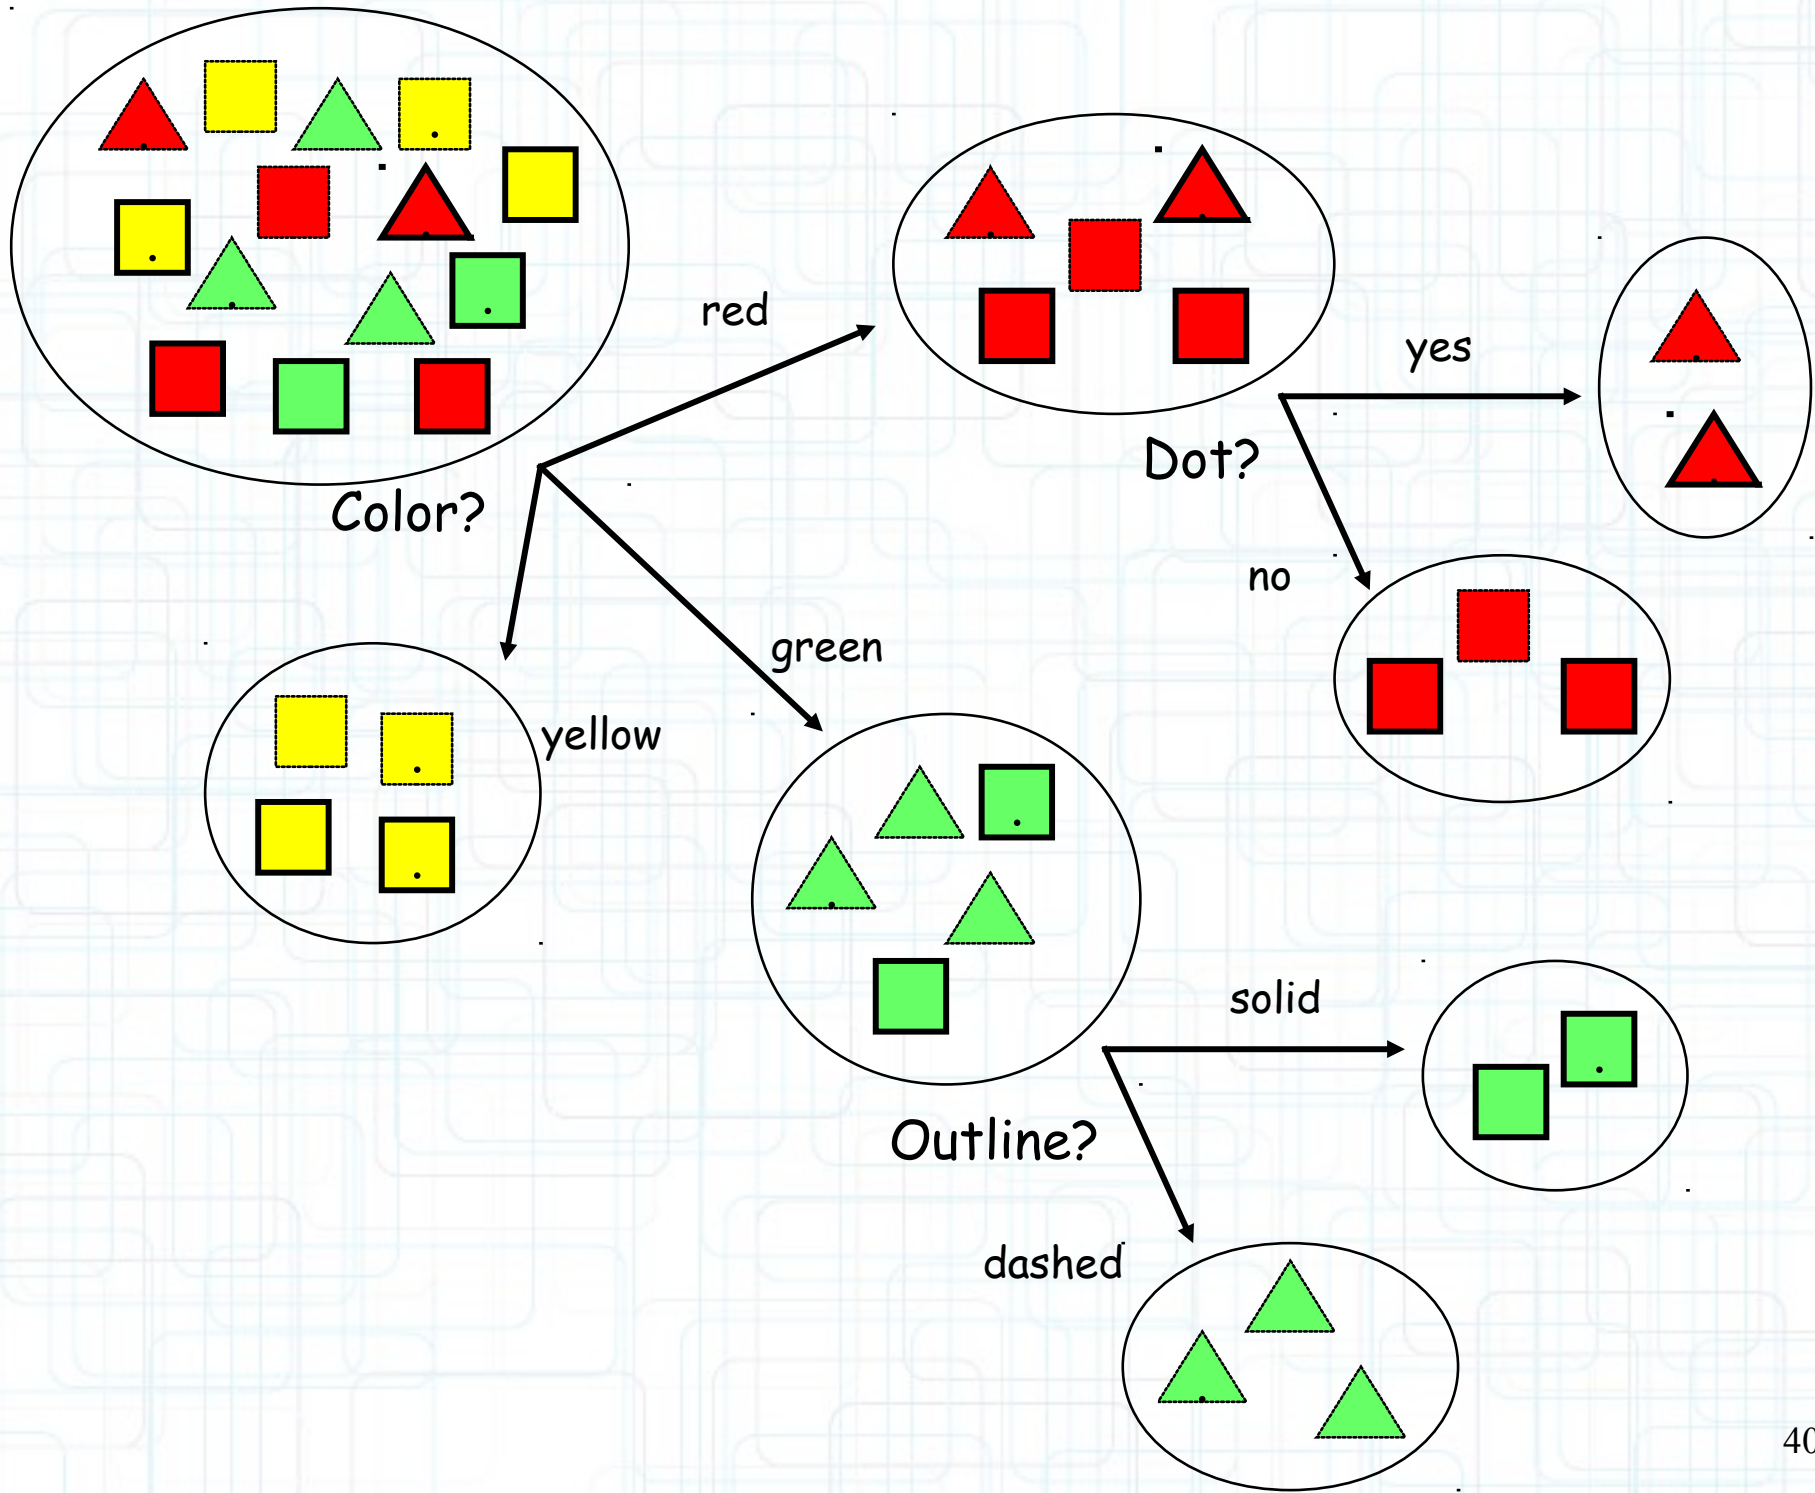 red
yes
Dot?
Color?
no
green
yellow
solid
Outline?
dashed
40